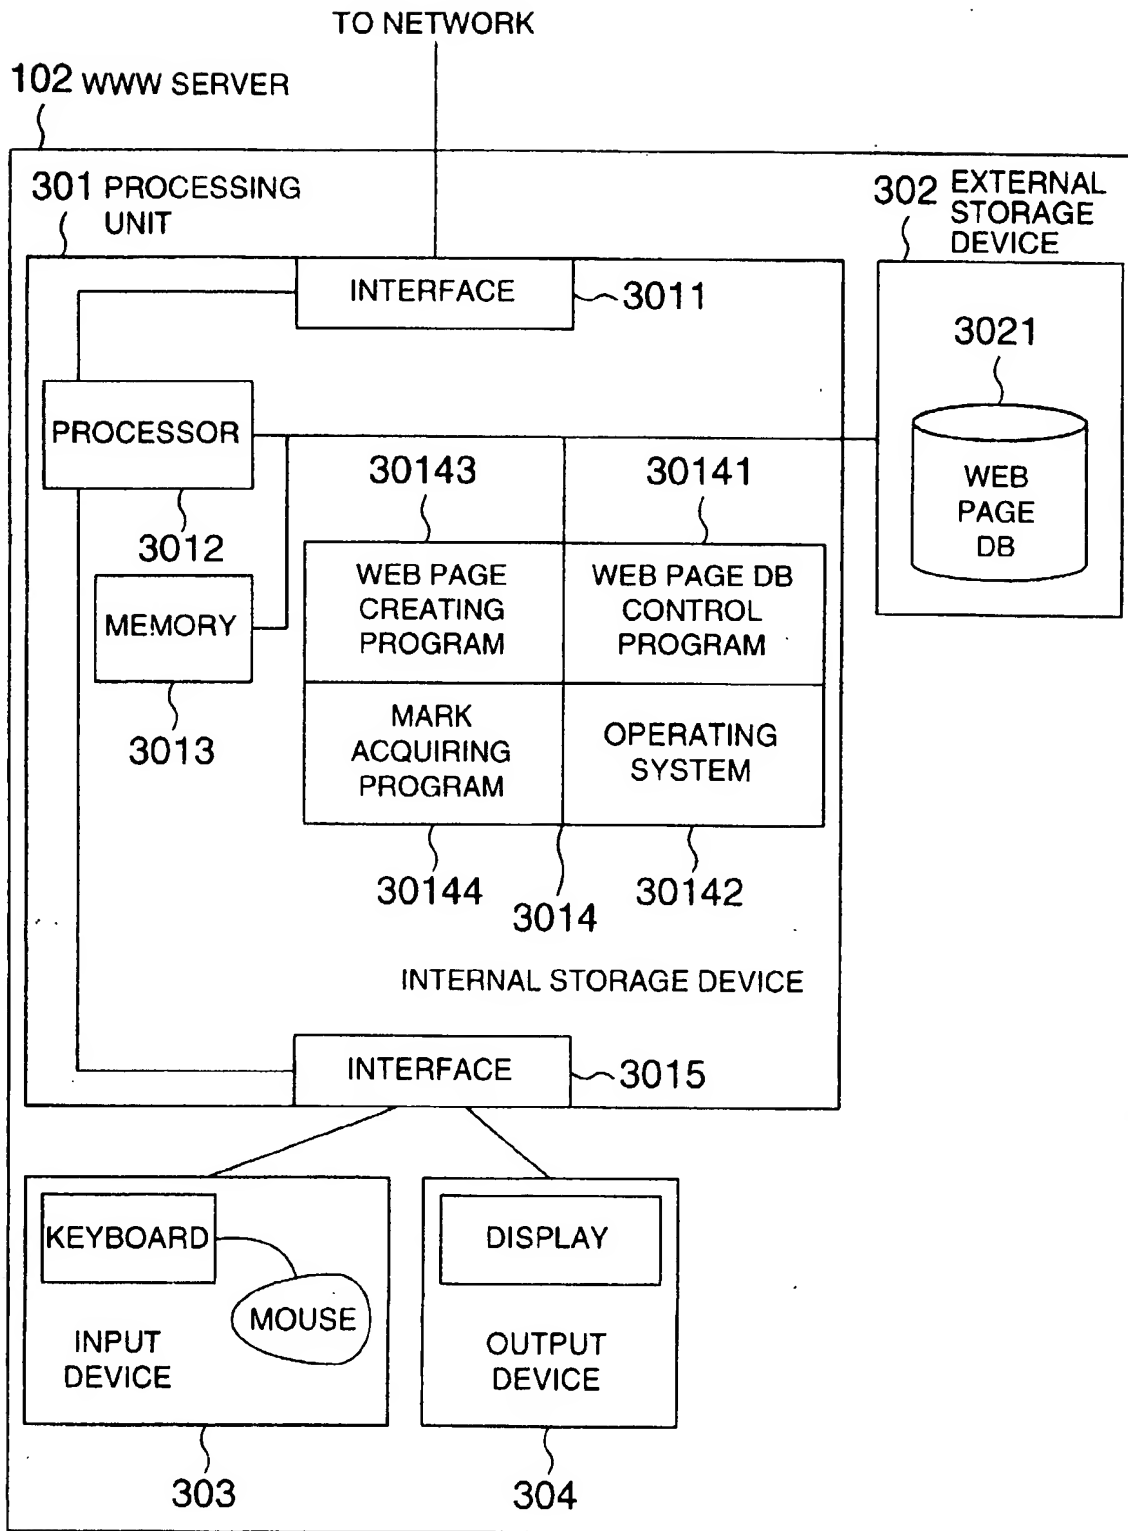 TO NETWORK
102 WWW SERVER
301 PROCESSING
UNIT
302 EXTERNAL
STORAGE
DEVICE
INTERFACE
3011
3021
WEB
PAGE
DB
PROCESSOR
3012
MEMORY
3013
30143
30141
WEB PAGE
CREATING
PROGRAM
WEB PAGE DB
CONTROL
PROGRAM
MARK
ACQUIRING
PROGRAM
OPERATING
SYSTEM
30144
3014
30142
INTERNAL STORAGE DEVICE
INTERFACE
3015
KEYBOARD
MOUSE
INPUT
DEVICE
303
DISPLAY
OUTPUT
DEVICE
304